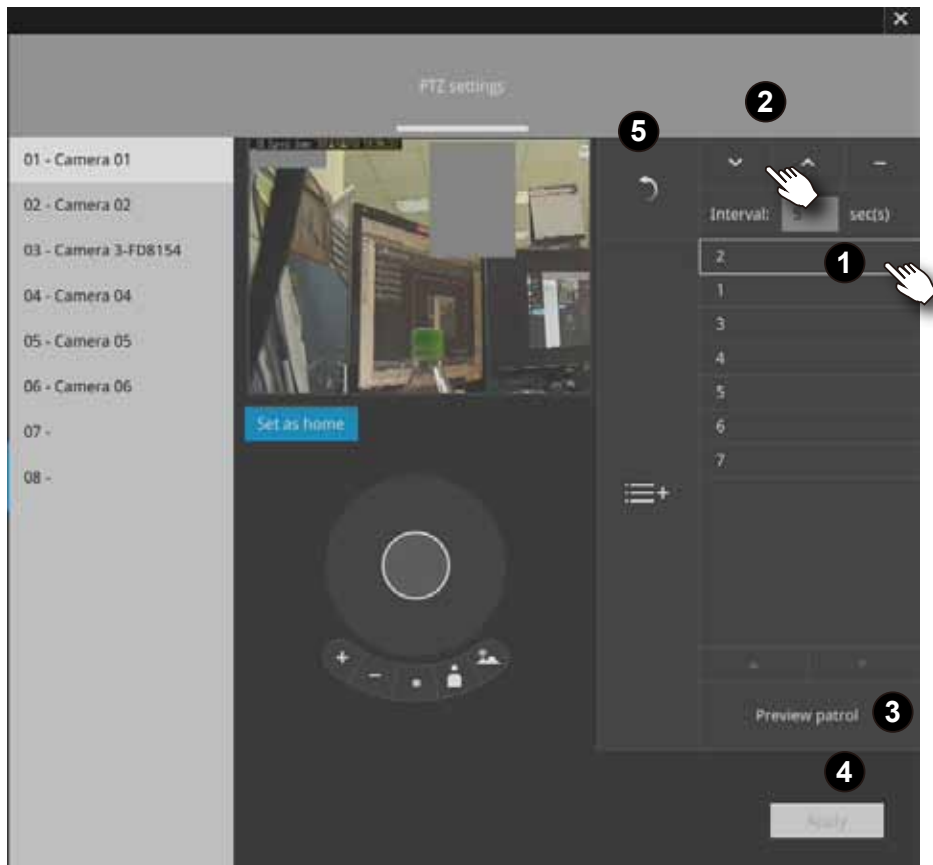 PTZ settings
2
5
01 - Camera 01
02 - Camera 02
03 - Camera 3-FD8154
04 - Camera 04
05 - Camera 05
06 - Camera 06
07 -
08 -
Set as home
Interval: 5 sec(s)
2
1
1
3
4
5
6
7
Preview patrol
3
4
Apply